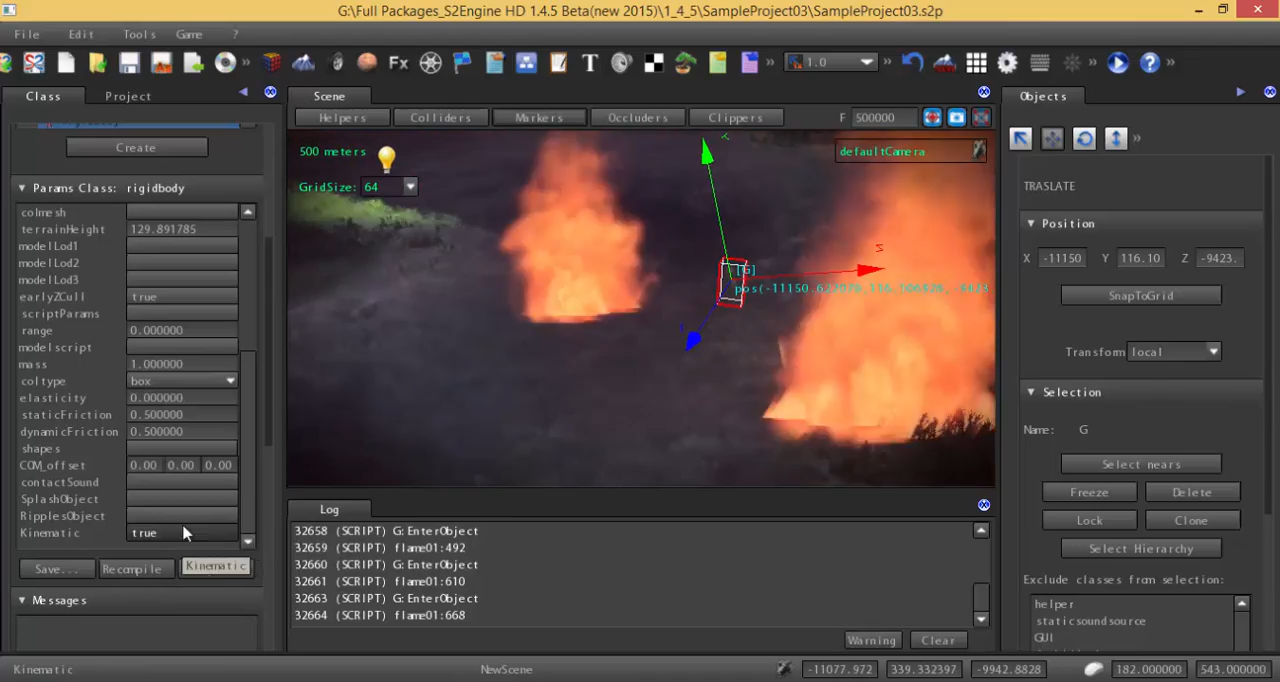 G:\Full Packages_S2Engine HD 1.4.5 Beta(new 2015)\1_4_5\SampleProject03\SampleProject03.s2p
File Edit Tools Game ?
Fx T 1.0
Class Project
Scene
Objects
Helpers Colliders Markers Occluders Clippers F 500000
Create
500 meters
defaultCamera
GridSize: 64
Params Class: rigidbody
TRASLATE
colmesh
terrainHeight 129.891785
modelLod1
modelLod2
modelLod3
earlyZCull true
scriptParams
range 0.000000
modelscript
mass 1.000000
coltype box
elasticity 0.000000
staticFriction 0.500000
dynamicFriction 0.500000
shapes
COM_offset 0.00 0.00 0.00
contactSound
SplashObject
RipplesObject
Kinematic true
Save... Recompile Kinematic
Messages
[G]
Position
X -11150 Y 116.10 Z -9423.
SnapToGrid
Transform local
Selection
Name: G
Select nears
Freeze Delete
Lock Clone
Select Hierarchy
Exclude classes from selection:
helper
staticsoundsource
GUI
Log
32658 (SCRIPT) G:EnterObject
32659 (SCRIPT) flame01:492
32660 (SCRIPT) G:EnterObject
32661 (SCRIPT) flame01:610
32663 (SCRIPT) G:EnterObject
32664 (SCRIPT) flame01:668
Warning Clear
Kinematic NewScene -11077.972 339.332397 -9942.8828 182.000000 543.000000